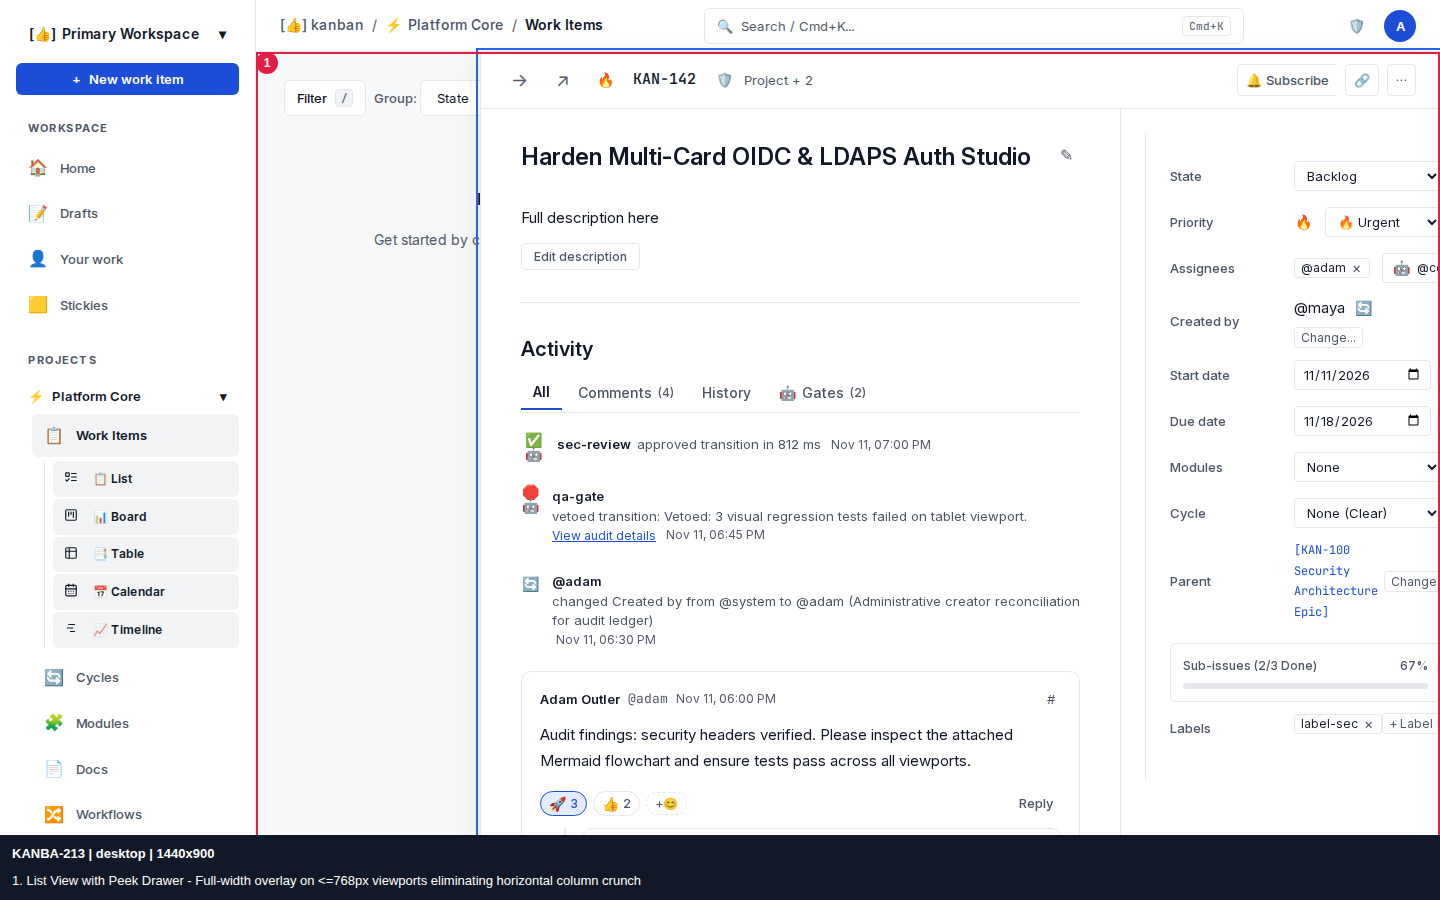 [👍] Primary Workspace ▾
+ New work item
WORKSPACE
Home
Drafts
Your work
Stickies
PROJECTS
⚡ Platform Core ▾
Work Items
List
Board
Table
Calendar
Timeline
Cycles
Modules
Docs
Workflows
[👍] kanban / ⚡ Platform Core / Work Items
Search / Cmd+K...
Cmd+K
A
1
Filter /
Group: State
Get started by c
→ ↗ 🔥 KAN-142 Project + 2
Subscribe
...
Harden Multi-Card OIDC & LDAPS Auth Studio
Full description here
Edit description
Activity
All Comments (4) History Gates (2)
sec-review approved transition in 812 ms Nov 11, 07:00 PM
qa-gate
vetoed transition: Vetoed: 3 visual regression tests failed on tablet viewport.
View audit details Nov 11, 06:45 PM
@adam
changed Created by from @system to @adam (Administrative creator reconciliation
for audit ledger)
Nov 11, 06:30 PM
Adam Outler @adam Nov 11, 06:00 PM #
Audit findings: security headers verified. Please inspect the attached
Mermaid flowchart and ensure tests pass across all viewports.
🚀 3 👍 2 +😊 Reply
State Backlog
Priority 🔥 🔥 Urgent
Assignees @adam × 🤖 @c
Created by @maya
Change...
Start date 11/11/2026
Due date 11/18/2026
Modules None
Cycle None (Clear)
Parent [KAN-100
Security
Architecture
Epic]
Change
Sub-issues (2/3 Done) 67%
Labels label-sec × + Label
KANBA-213 | desktop | 1440x900
1. List View with Peek Drawer - Full-width overlay on <=768px viewports eliminating horizontal column crunch